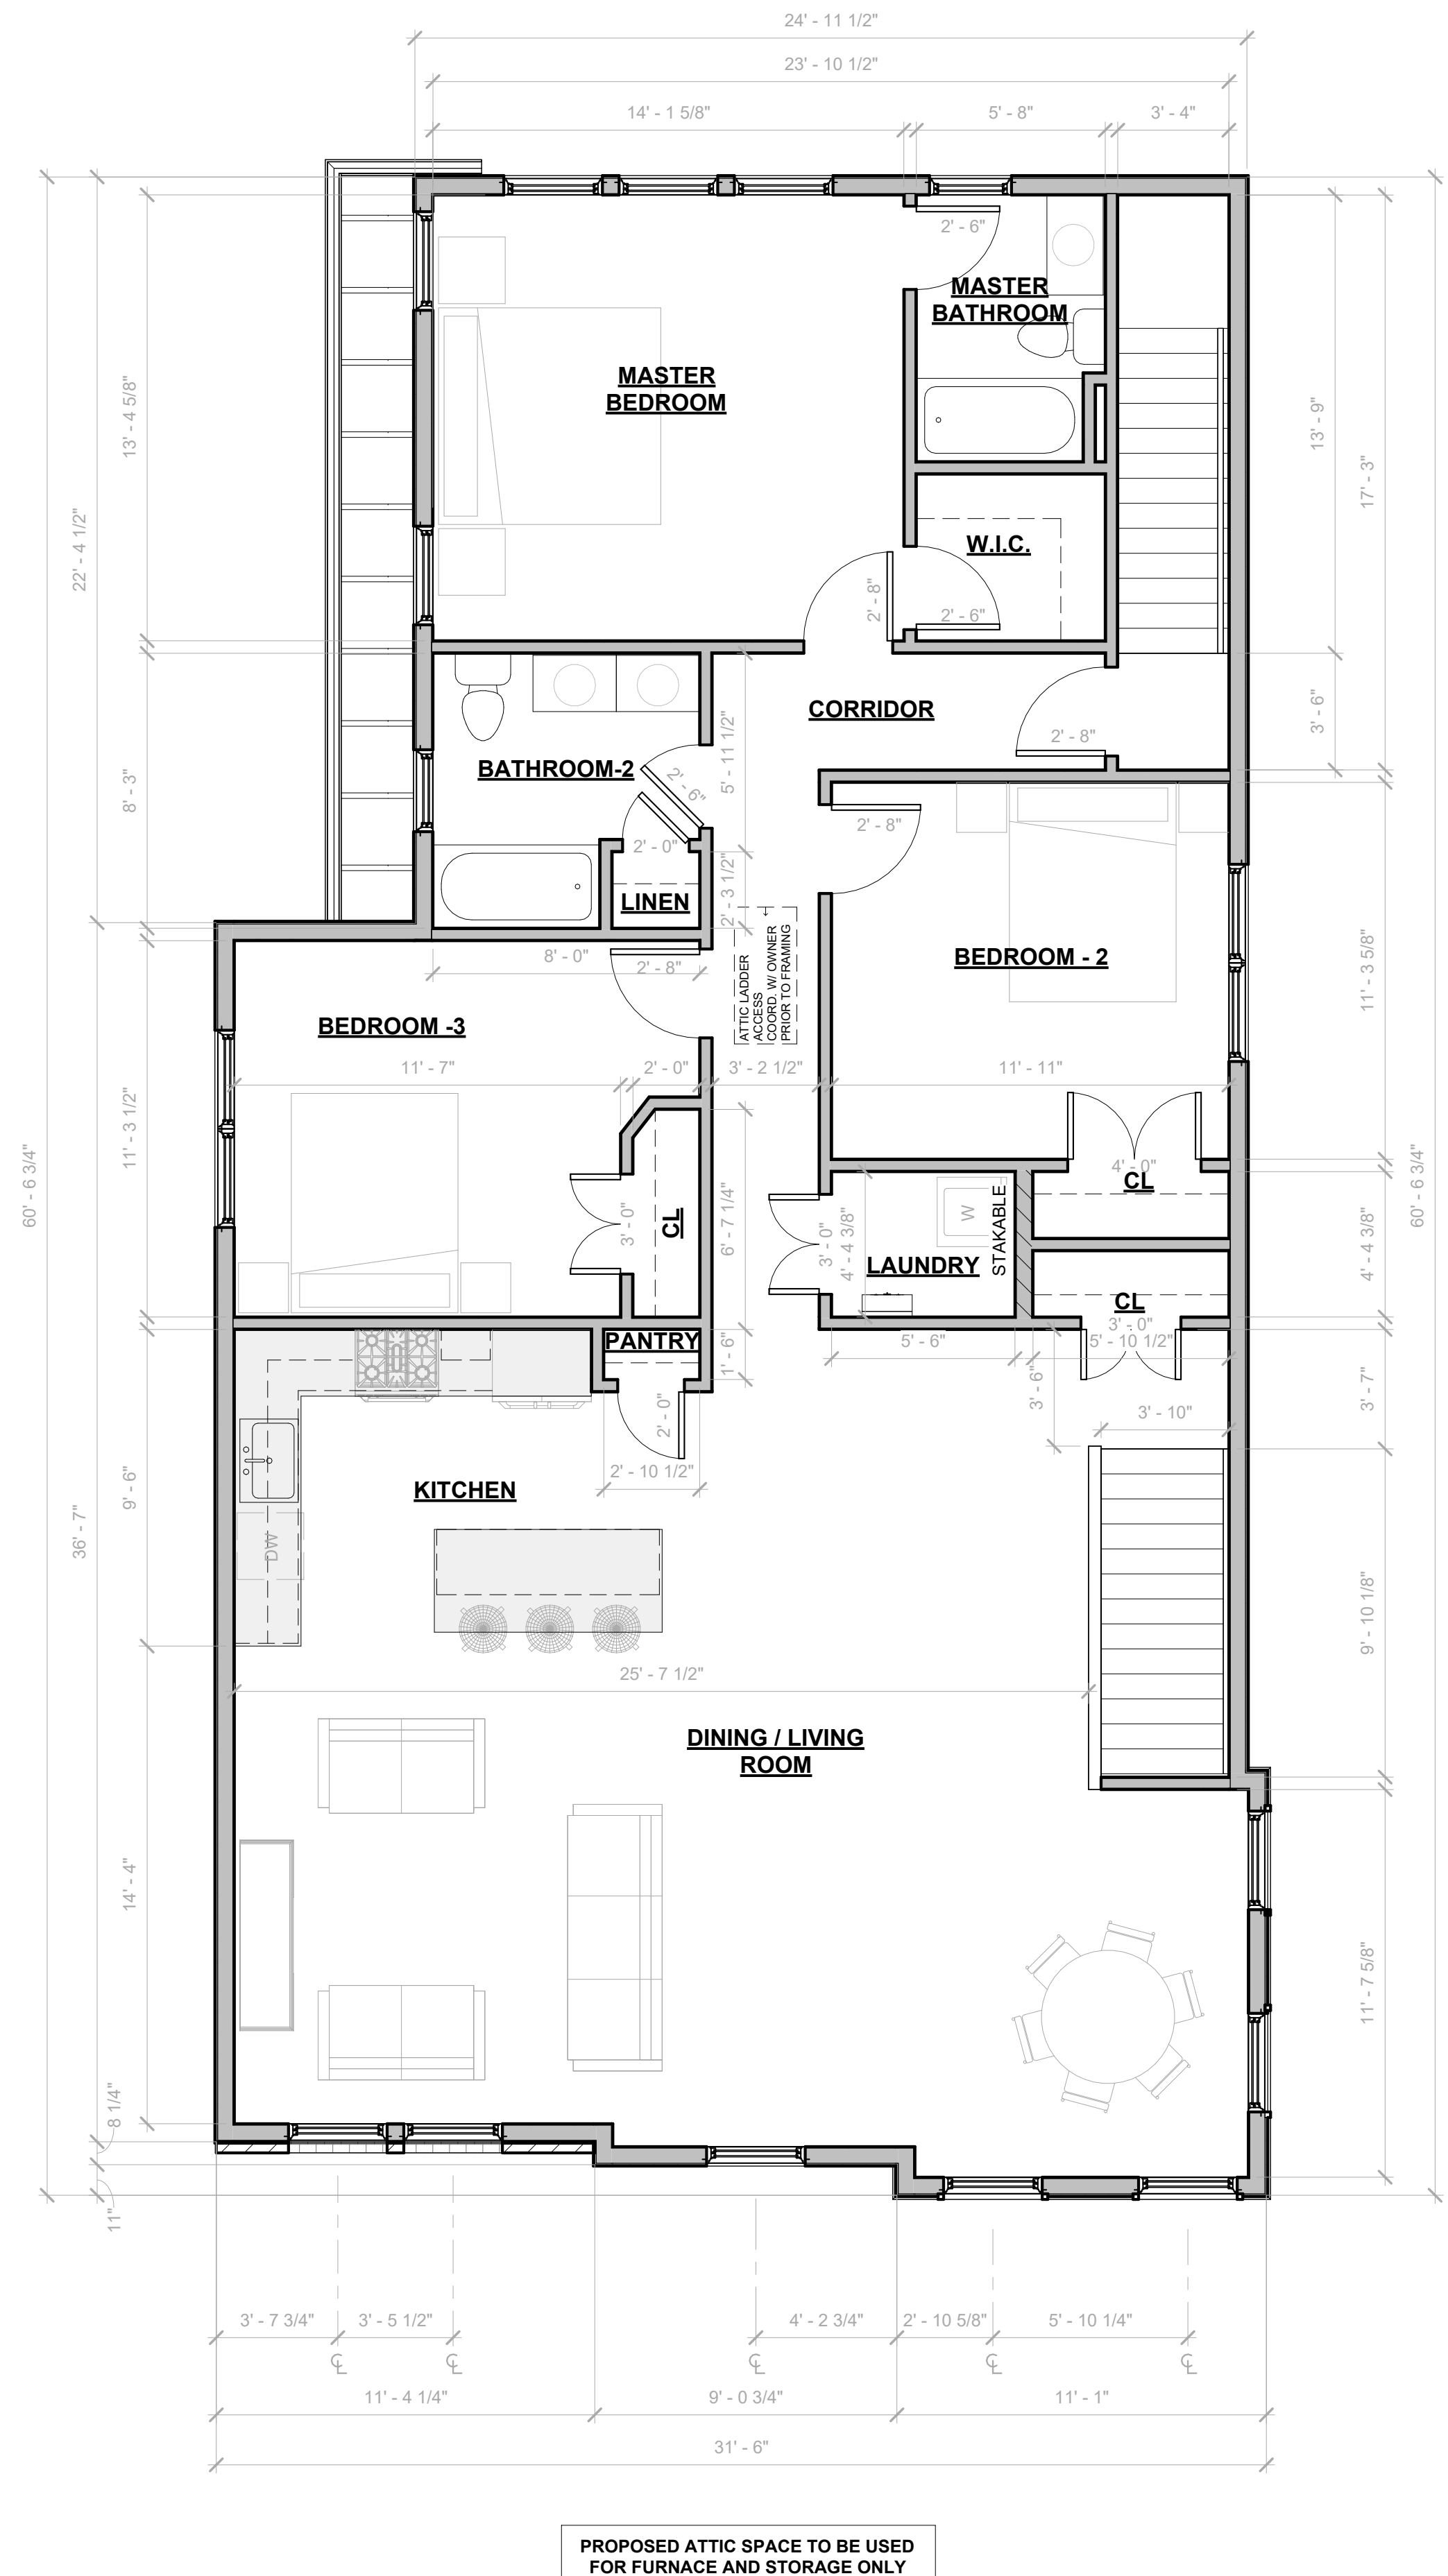 24' - 11 1/2"
23' - 10 1/2"
14' - 1 5/8"
5' - 8"
3' - 4"
2' - 6"
MASTER
BATHROOM
MASTER
BEDROOM
13' - 4 5/8"
13' - 9"
17' - 3"
22' - 4 1/2"
W.I.C.
2' - 8"
2' - 6"
CORRIDOR
3' - 6"
2' - 8"
5' - 11 1/2"
BATHROOM-2
2' - 6"
8' - 3"
2' - 8"
2' - 0"
LINEN
2' - 3 1/2"
ATTIC LADDER
ACCESS
COORD. W/ OWNER
PRIOR TO FRAMING
8' - 0"
2' - 8"
BEDROOM - 2
11' - 3 5/8"
BEDROOM -3
11' - 7"
2' - 0"
3' - 2 1/2"
11' - 11"
11' - 3 1/2"
60' - 6 3/4"
60' - 6 3/4"
4' - 0"
CL
3' - 0"
CL
6' - 7 1/4"
3' - 0"
4' - 4 3/8"
W
STAKABLE
LAUNDRY
4' - 4 3/8"
CL
3' - 0"
PANTRY
1' - 6"
5' - 6"
5' - 10 1/2"
3' - 6"
3' - 7"
2' - 0"
3' - 10"
2' - 10 1/2"
KITCHEN
9' - 6"
36' - 7"
DW
9' - 10 1/8"
25' - 7 1/2"
DINING / LIVING
ROOM
14' - 4"
11' - 7 5/8"
8 1/4"
11"
3' - 7 3/4"
3' - 5 1/2"
4' - 2 3/4"
2' - 10 5/8"
5' - 10 1/4"
℄
℄
℄
℄
℄
11' - 4 1/4"
9' - 0 3/4"
11' - 1"
31' - 6"
PROPOSED ATTIC SPACE TO BE USED
FOR FURNACE AND STORAGE ONLY